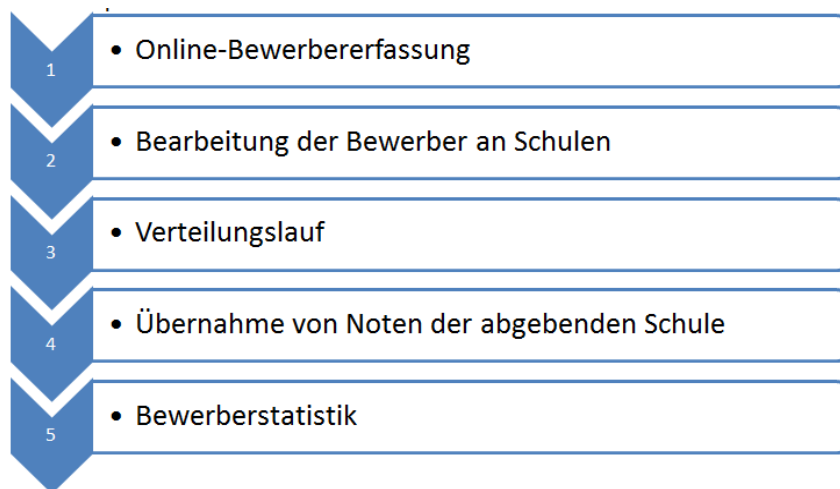 1 • Online-Bewerbererfassung
2 • Bearbeitung der Bewerber an Schulen
3 • Verteilungslauf
4 • Übernahme von Noten der abgebenden Schule
5 • Bewerberstatistik